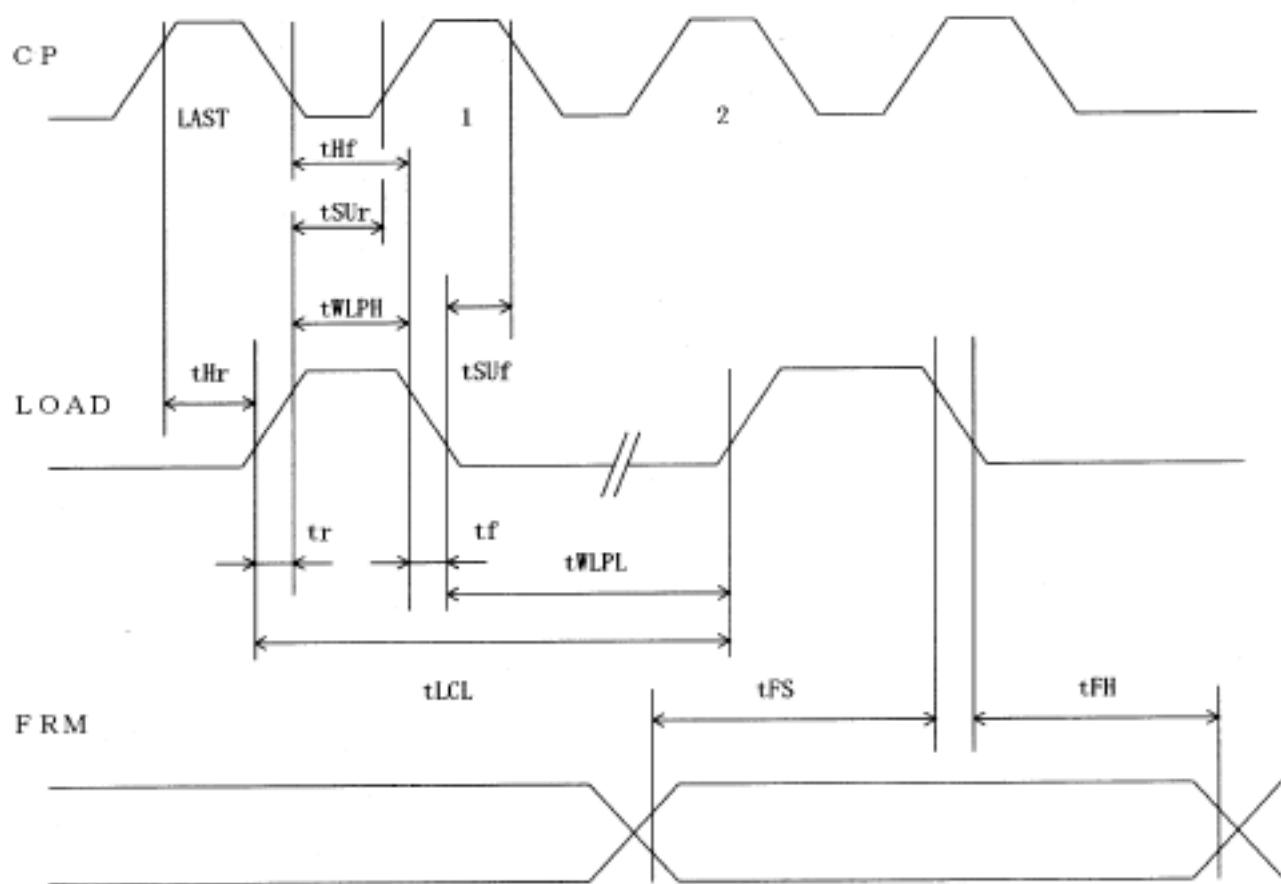 CP
LAST 1 2
tHf
tSUr
tWLPH
tHr tSUf
LOAD
tr tf
tWLPL
tLCL tFS tFH
FRM